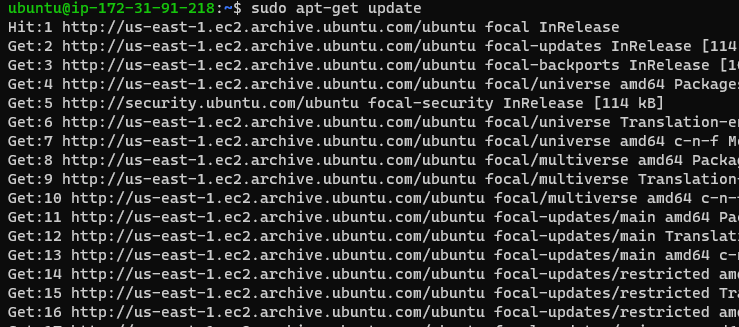 ubuntu@ip-172-31-91-218:~$ sudo apt-get update
Hit:1 http://us-east-1.ec2.archive.ubuntu.com/ubuntu focal InRelease
Get:2 http://us-east-1.ec2.archive.ubuntu.com/ubuntu focal-updates InRelease [114
Get:3 http://us-east-1.ec2.archive.ubuntu.com/ubuntu focal-backports InRelease [10
Get:4 http://us-east-1.ec2.archive.ubuntu.com/ubuntu focal/universe amd64 Packages
Get:5 http://security.ubuntu.com/ubuntu focal-security InRelease [114 kB]
Get:6 http://us-east-1.ec2.archive.ubuntu.com/ubuntu focal/universe Translation-en
Get:7 http://us-east-1.ec2.archive.ubuntu.com/ubuntu focal/universe amd64 c-n-f Me
Get:8 http://us-east-1.ec2.archive.ubuntu.com/ubuntu focal/multiverse amd64 Packag
Get:9 http://us-east-1.ec2.archive.ubuntu.com/ubuntu focal/multiverse Translation-
Get:10 http://us-east-1.ec2.archive.ubuntu.com/ubuntu focal/multiverse amd64 c-n-
Get:11 http://us-east-1.ec2.archive.ubuntu.com/ubuntu focal-updates/main amd64 Pac
Get:12 http://us-east-1.ec2.archive.ubuntu.com/ubuntu focal-updates/main Translati
Get:13 http://us-east-1.ec2.archive.ubuntu.com/ubuntu focal-updates/main amd64 c-n
Get:14 http://us-east-1.ec2.archive.ubuntu.com/ubuntu focal-updates/restricted amd
Get:15 http://us-east-1.ec2.archive.ubuntu.com/ubuntu focal-updates/restricted Tra
Get:16 http://us-east-1.ec2.archive.ubuntu.com/ubuntu focal-updates/restricted amd